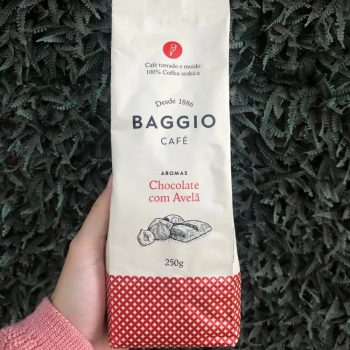 Café torrado e moído
100% Coffea arabica
Desde 1886
BAGGIO
CAFÉ
AROMAS
Chocolate
com Avelã
250g